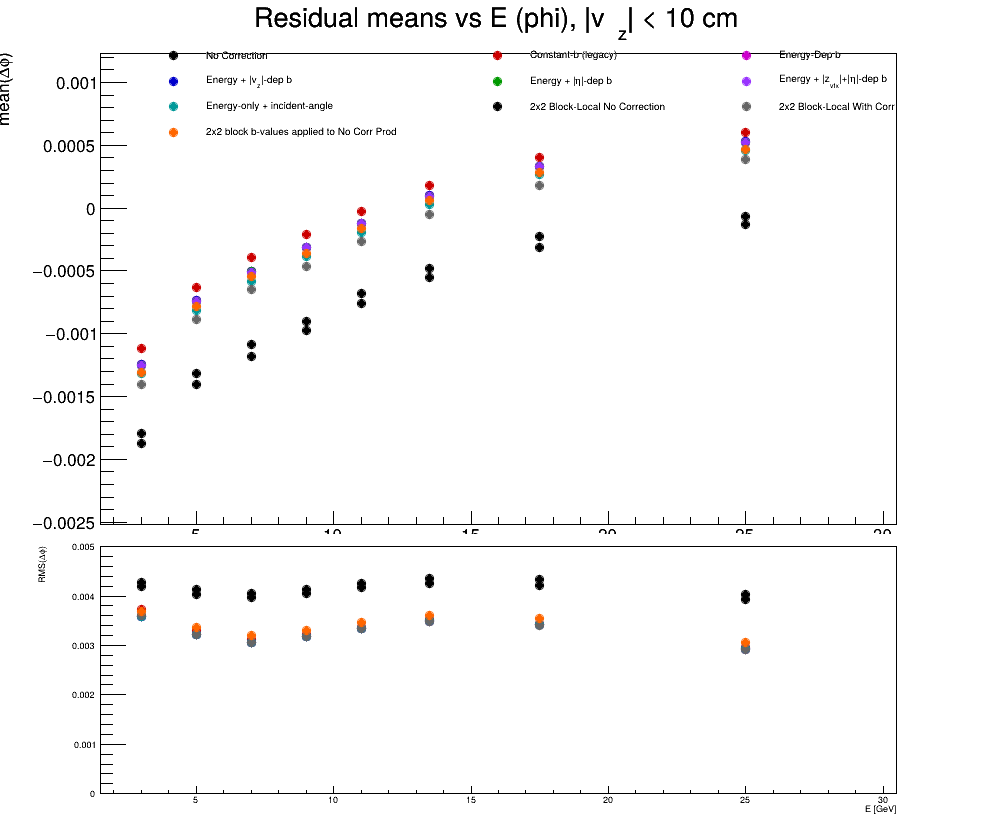 Residual means vs E (phi), |v_z| < 10 cm
mean(Δφ)
No Correction
Constant-b (legacy)
Energy-Dep b
Energy + |v_z|-dep b
Energy + |η|-dep b
Energy + |z_vtx|+|η|-dep b
Energy-only + incident-angle
2x2 Block-Local No Correction
2x2 Block-Local With Corr
2x2 block b-values applied to No Corr Prod
0.001
0.0005
0
−0.0005
−0.001
−0.0015
−0.002
−0.0025
5 10 15 20 25 30
RMS(Δφ)
0.005
0.004
0.003
0.002
0.001
0
5 10 15 20 25 30
E [GeV]